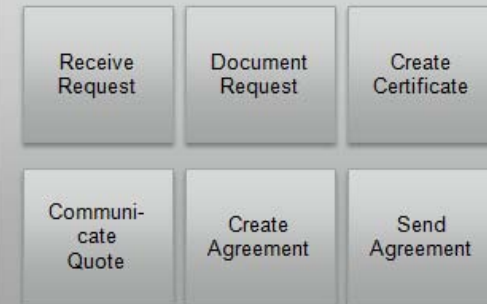 Receive
Request
Document
Request
Create
Certificate
Communi-
cate
Quote
Create
Agreement
Send
Agreement